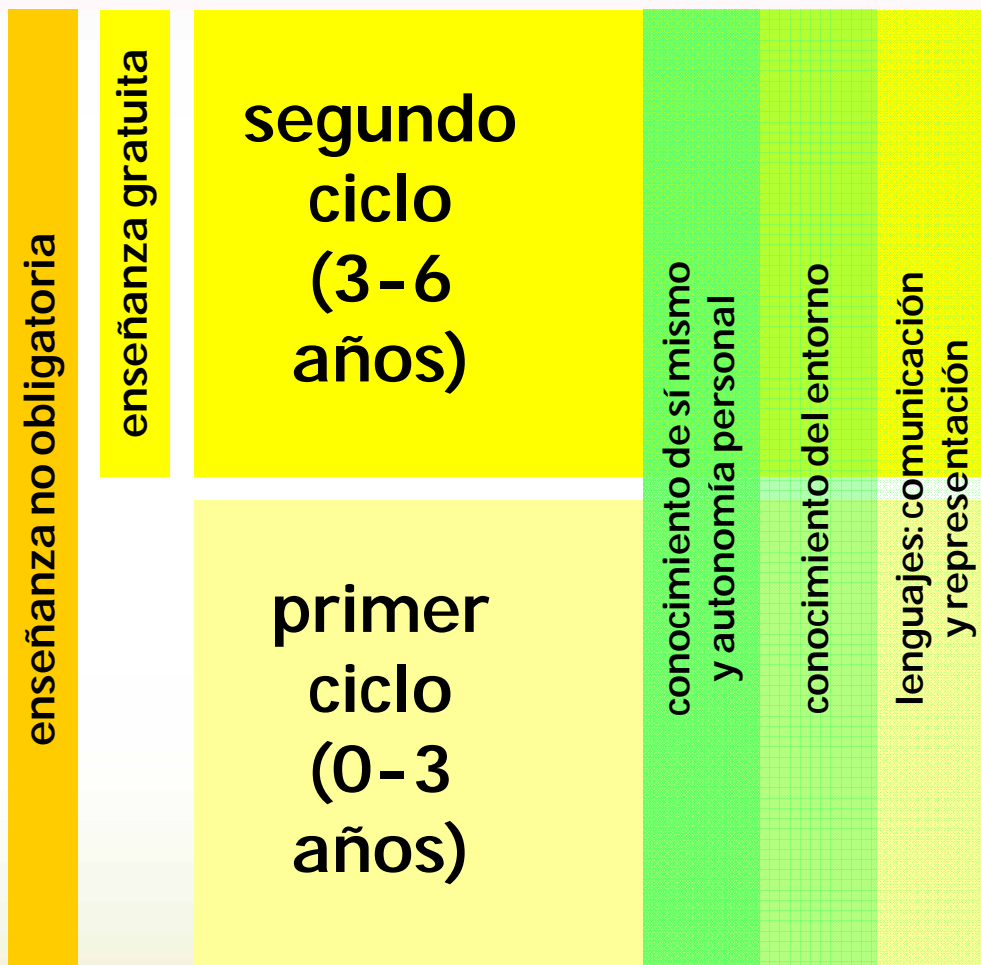 enseñanza no obligatoria
enseñanza gratuita
segundo
ciclo
(3-6
años)
primer
ciclo
(0-3
años)
conocimiento de sí mismo
y autonomía personal
conocimiento del entorno
lenguajes: comunicación
y representación